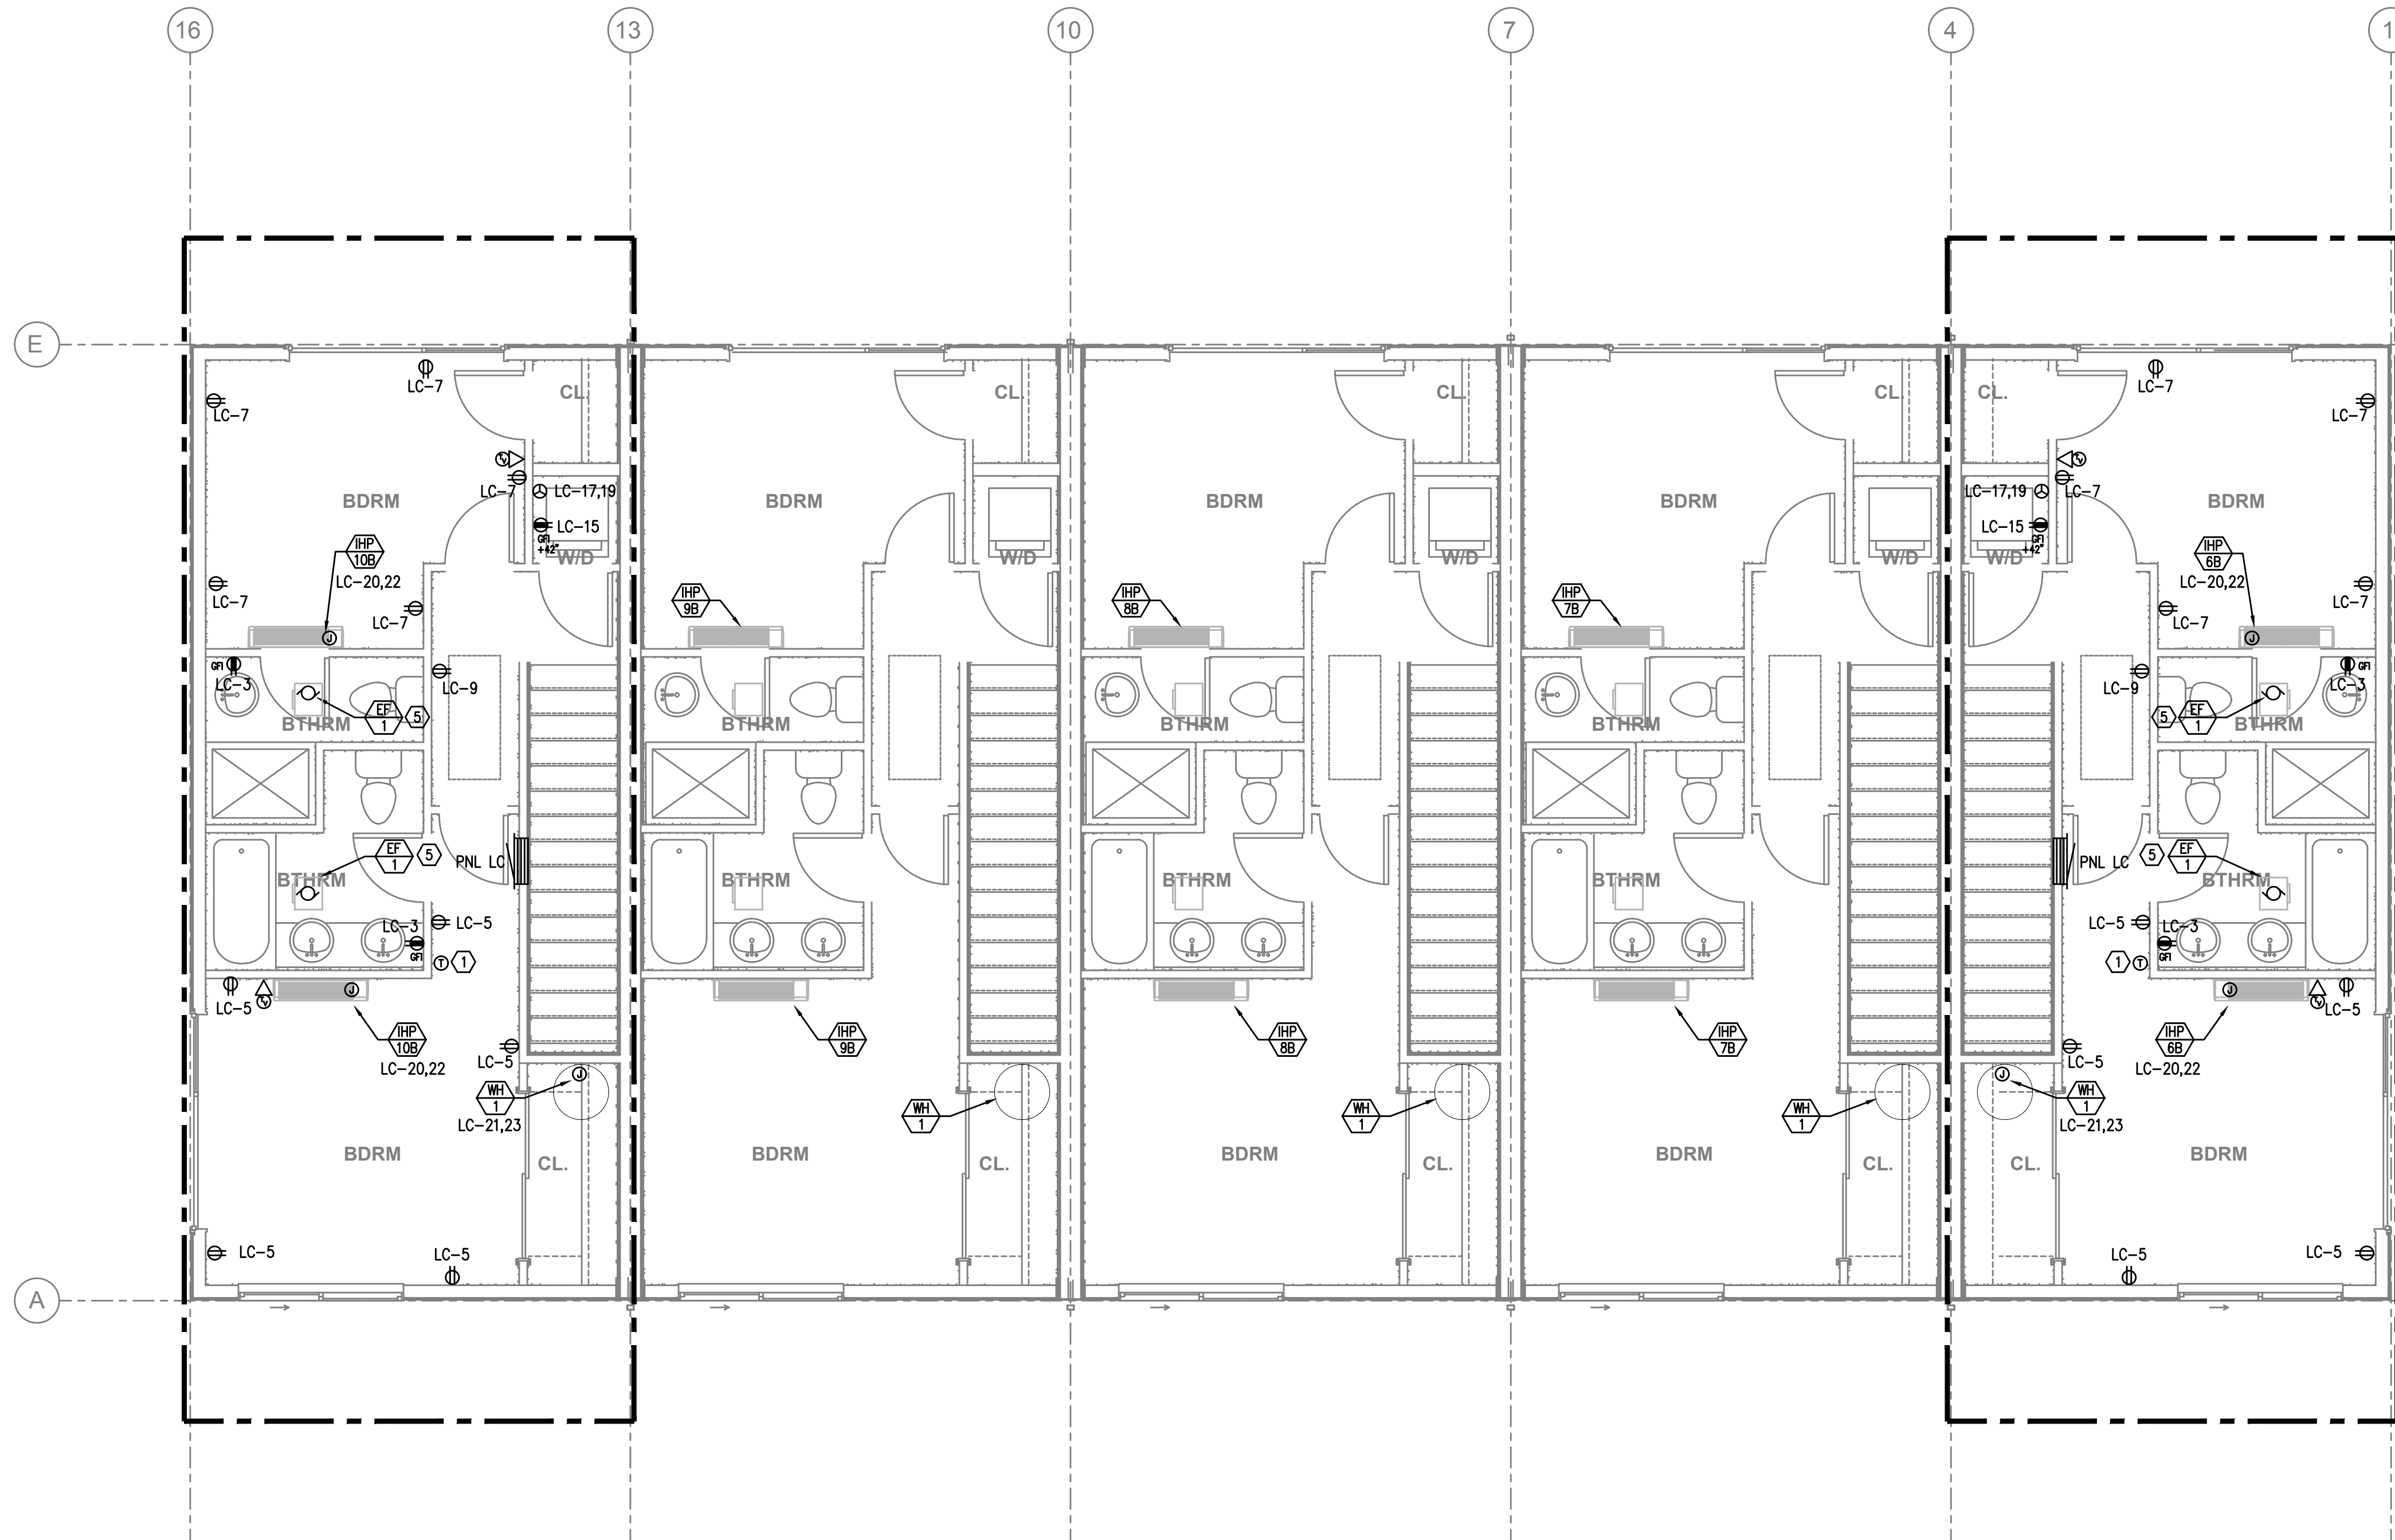 16
13
10
7
4
1
E
A
LC-7
LC-7
CL.
TV
LC-7
LC-17,19
BDRM
LC-15
GFI
+42"
W/D
IHP
10B
LC-20,22
LC-7
LC-7
J
GFI
LC-3
LC-9
EF
1
5
BTHRM
EF
1
5
PNL LC
BTHRM
LC-3
GFI
LC-5
T
1
LC-5
TV
J
IHP
10B
LC-20,22
LC-5
J
WH
1
LC-21,23
BDRM
CL.
LC-5
LC-5
CL.
BDRM
W/D
IHP
9B
BTHRM
BTHRM
IHP
9B
WH
1
BDRM
CL.
CL.
BDRM
W/D
IHP
8B
BTHRM
BTHRM
IHP
8B
WH
1
BDRM
CL.
CL.
BDRM
W/D
IHP
7B
BTHRM
BTHRM
IHP
7B
WH
1
BDRM
CL.
CL.
LC-7
LC-7
TV
LC-17,19
LC-7
BDRM
LC-15
GFI
+42"
W/D
IHP
6B
LC-20,22
LC-7
LC-7
J
GFI
LC-3
LC-9
5
EF
1
BTHRM
PNL LC
5
EF
1
BTHRM
LC-5
LC-3
GFI
1
T
J
TV
LC-5
LC-5
IHP
6B
LC-20,22
J
WH
1
LC-21,23
BDRM
CL.
LC-5
LC-5